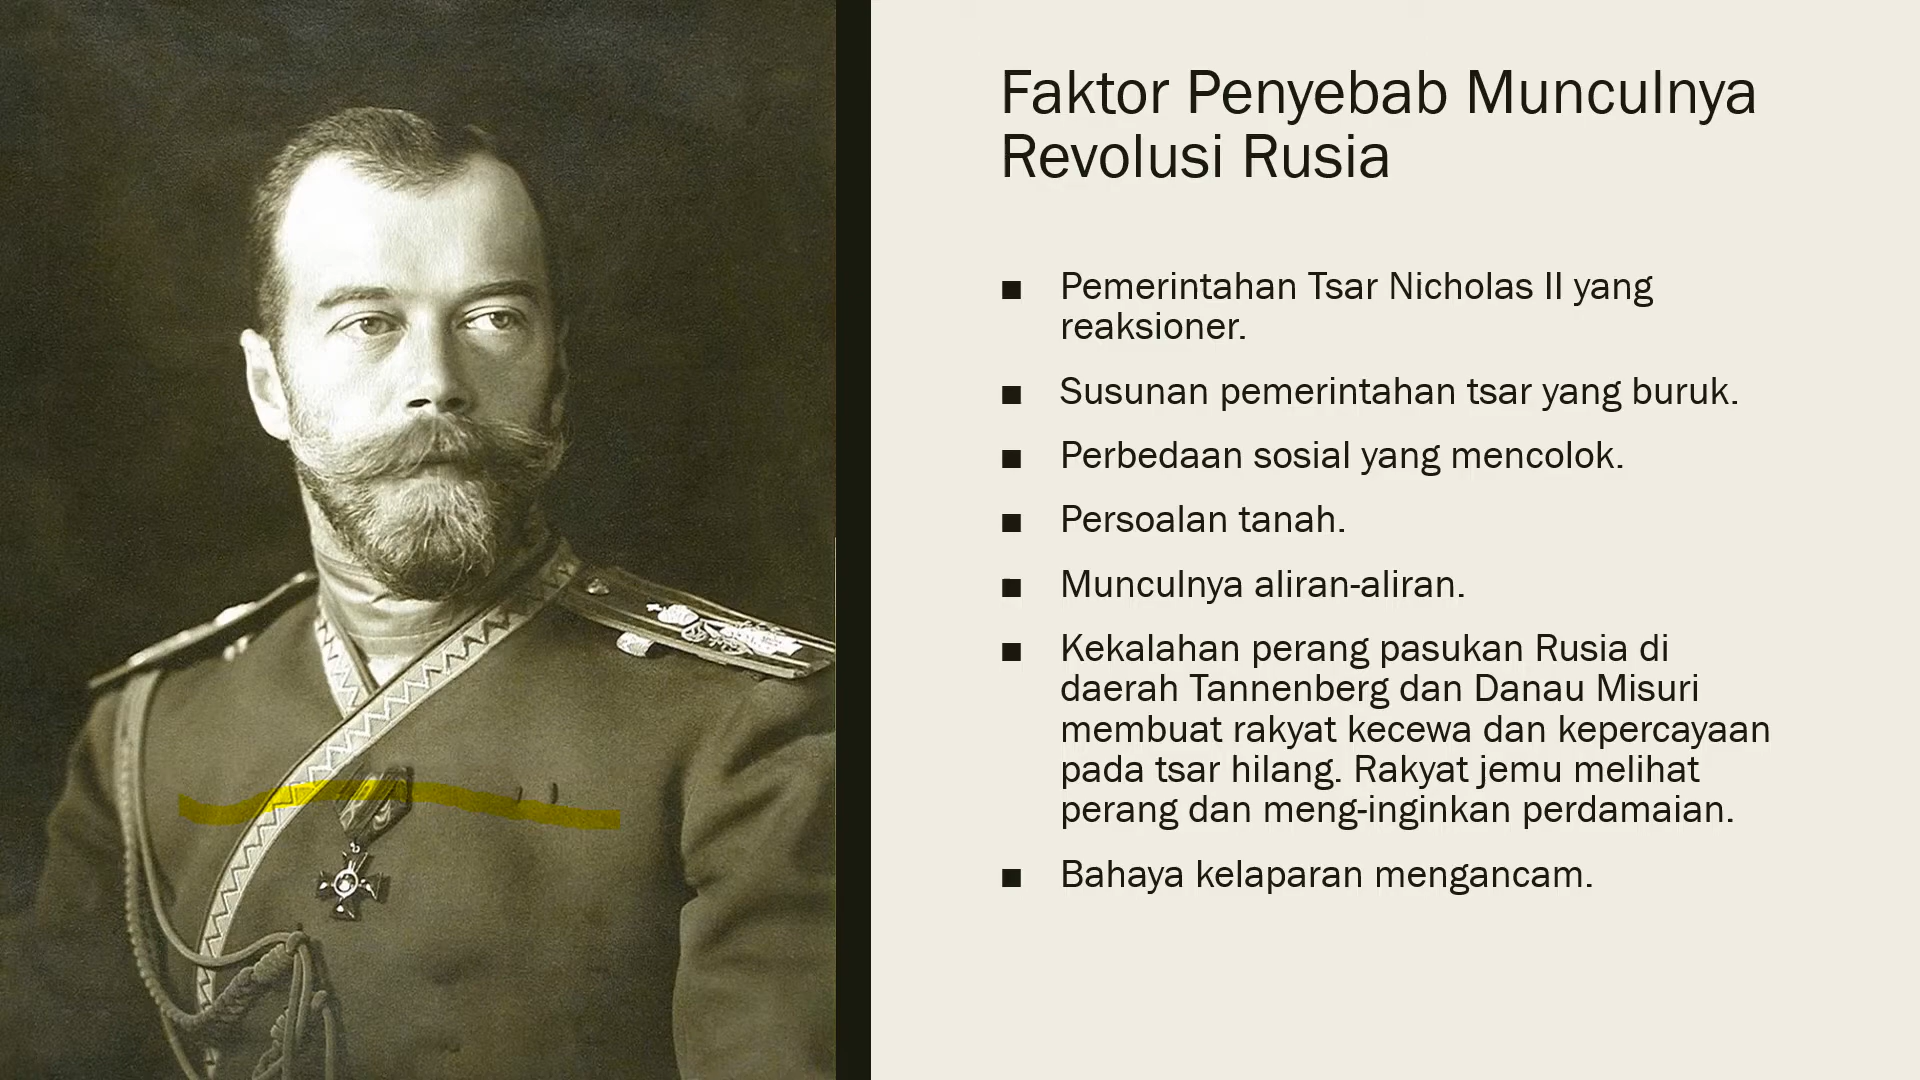 Faktor Penyebab Munculnya
Revolusi Rusia
■ Pemerintahan Tsar Nicholas II yang
reaksioner.
■ Susunan pemerintahan tsar yang buruk.
■ Perbedaan sosial yang mencolok.
■ Persoalan tanah.
■ Munculnya aliran-aliran.
■ Kekalahan perang pasukan Rusia di
daerah Tannenberg dan Danau Misuri
membuat rakyat kecewa dan kepercayaan
pada tsar hilang. Rakyat jemu melihat
perang dan meng-inginkan perdamaian.
■ Bahaya kelaparan mengancam.